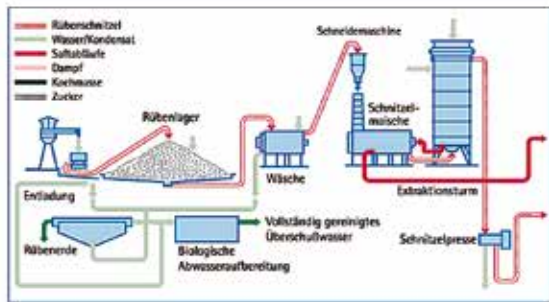 Rübenschnitzel
Wasser/Kondensat
Saftabläufe
Dampf
Kochmasse
Zucker
Schneidemaschine
Rübenlager
Schnitzel-
maische
Wäsche
Entladung
Extraktionsturm
Rübenerde
Biologische
Abwasseraufbereitung
Vollständig gereinigtes
Überschußwasser
Schnitzelpresse